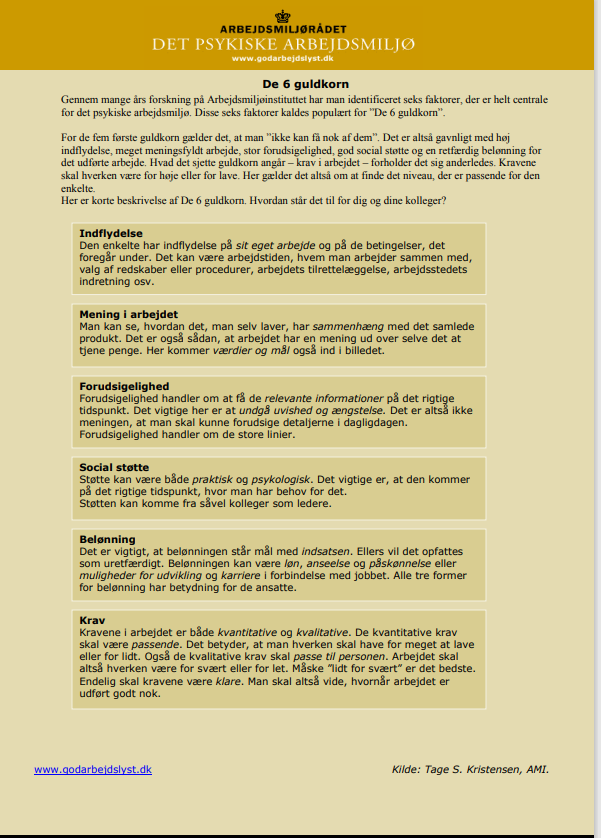 ARBEJDSMILJØRÅDET
DET PSYKISKE ARBEJDSMILJØ
www.godarbejdslyst.dk
De 6 guldkorn
Gennem mange års forskning på Arbejdsmiljøinstituttet har man identificeret seks faktorer, der er helt centrale
for det psykiske arbejdsmiljø. Disse seks faktorer kaldes populært for ”De 6 guldkorn”.
For de fem første guldkorn gælder det, at man ”ikke kan få nok af dem”. Det er altså gavnligt med høj
indflydelse, meget meningsfyldt arbejde, stor forudsigelighed, god social støtte og en retfærdig belønning for
det udførte arbejde. Hvad det sjette guldkorn angår – krav i arbejdet – forholder det sig anderledes. Kravene
skal hverken være for høje eller for lave. Her gælder det altså om at finde det niveau, der er passende for den
enkelte.
Her er korte beskrivelse af De 6 guldkorn. Hvordan står det til for dig og dine kolleger?
Indflydelse
Den enkelte har indflydelse på sit eget arbejde og på de betingelser, det
foregår under. Det kan være arbejdstiden, hvem man arbejder sammen med,
valg af redskaber eller procedurer, arbejdets tilrettelæggelse, arbejdsstedets
indretning osv.
Mening i arbejdet
Man kan se, hvordan det, man selv laver, har sammenhæng med det samlede
produkt. Det er også sådan, at arbejdet har en mening ud over selve det at
tjene penge. Her kommer værdier og mål også ind i billedet.
Forudsigelighed
Forudsigelighed handler om at få de relevante informationer på det rigtige
tidspunkt. Det vigtige her er at undgå uvished og ængstelse. Det er altså ikke
meningen, at man skal kunne forudsige detaljerne i dagligdagen.
Forudsigelighed handler om de store linier.
Social støtte
Støtte kan være både praktisk og psykologisk. Det vigtige er, at den kommer
på det rigtige tidspunkt, hvor man har behov for det.
Støtten kan komme fra såvel kolleger som ledere.
Belønning
Det er vigtigt, at belønningen står mål med indsatsen. Ellers vil det opfattes
som uretfærdigt. Belønningen kan være løn, anseelse og påskønnelse eller
muligheder for udvikling og karriere i forbindelse med jobbet. Alle tre former
for belønning har betydning for de ansatte.
Krav
Kravene i arbejdet er både kvantitative og kvalitative. De kvantitative krav
skal være passende. Det betyder, at man hverken skal have for meget at lave
eller for lidt. Også de kvalitative krav skal passe til personen. Arbejdet skal
altså hverken være for svært eller for let. Måske ”lidt for svært” er det bedste.
Endelig skal kravene være klare. Man skal altså vide, hvornår arbejdet er
udført godt nok.
www.godarbejdslyst.dk Kilde: Tage S. Kristensen, AMI.